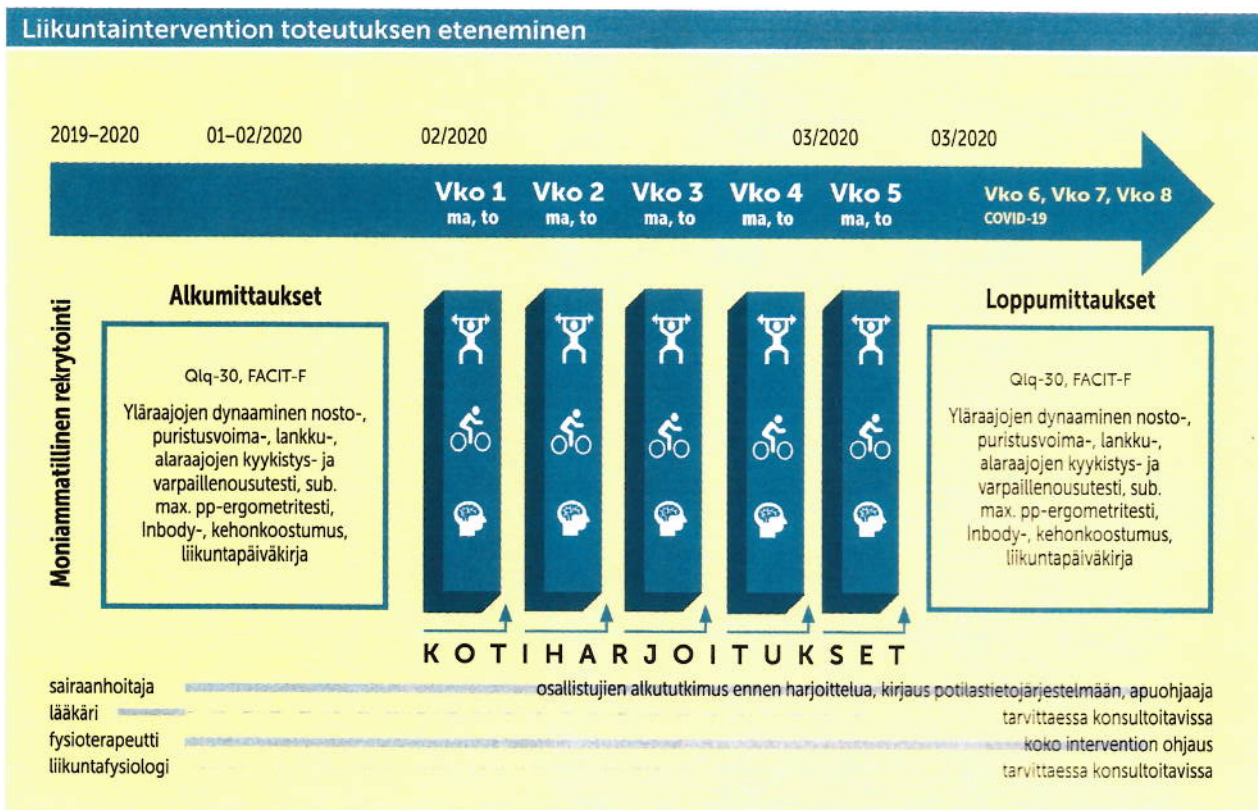 Liikuntaintervention toteutuksen eteneminen
2019–2020 01–02/2020 02/2020 03/2020 03/2020
Vko 1 Vko 2 Vko 3 Vko 4 Vko 5 Vko 6, Vko 7, Vko 8
ma, to ma, to ma, to ma, to ma, to COVID-19
Moniammatillinen rekrytointi
Alkumittaukset
Qlq-30, FACIT-F
Yläraajojen dynaaminen nosto-,
puristusvoima-, lankku-,
alaraajojen kyykistys- ja
varpaillenousutesti, sub.
max. pp-ergometritesti,
Inbody-, kehonkoostumus,
liikuntapäiväkirja
Loppumittaukset
Qlq-30, FACIT-F
Yläraajojen dynaaminen nosto-,
puristusvoima-, lankku-,
alaraajojen kyykistys- ja
varpaillenousutesti, sub.
max. pp-ergometritesti,
Inbody-, kehonkoostumus,
liikuntapäiväkirja
KOTIHARJOITUKSET
sairaanhoitaja osallistujien alkututkimus ennen harjoittelua, kirjaus potilastietojärjestelmään, apuohjaaja
lääkäri tarvittaessa konsultoitavissa
fysioterapeutti koko intervention ohjaus
liikuntafysiologi tarvittaessa konsultoitavissa